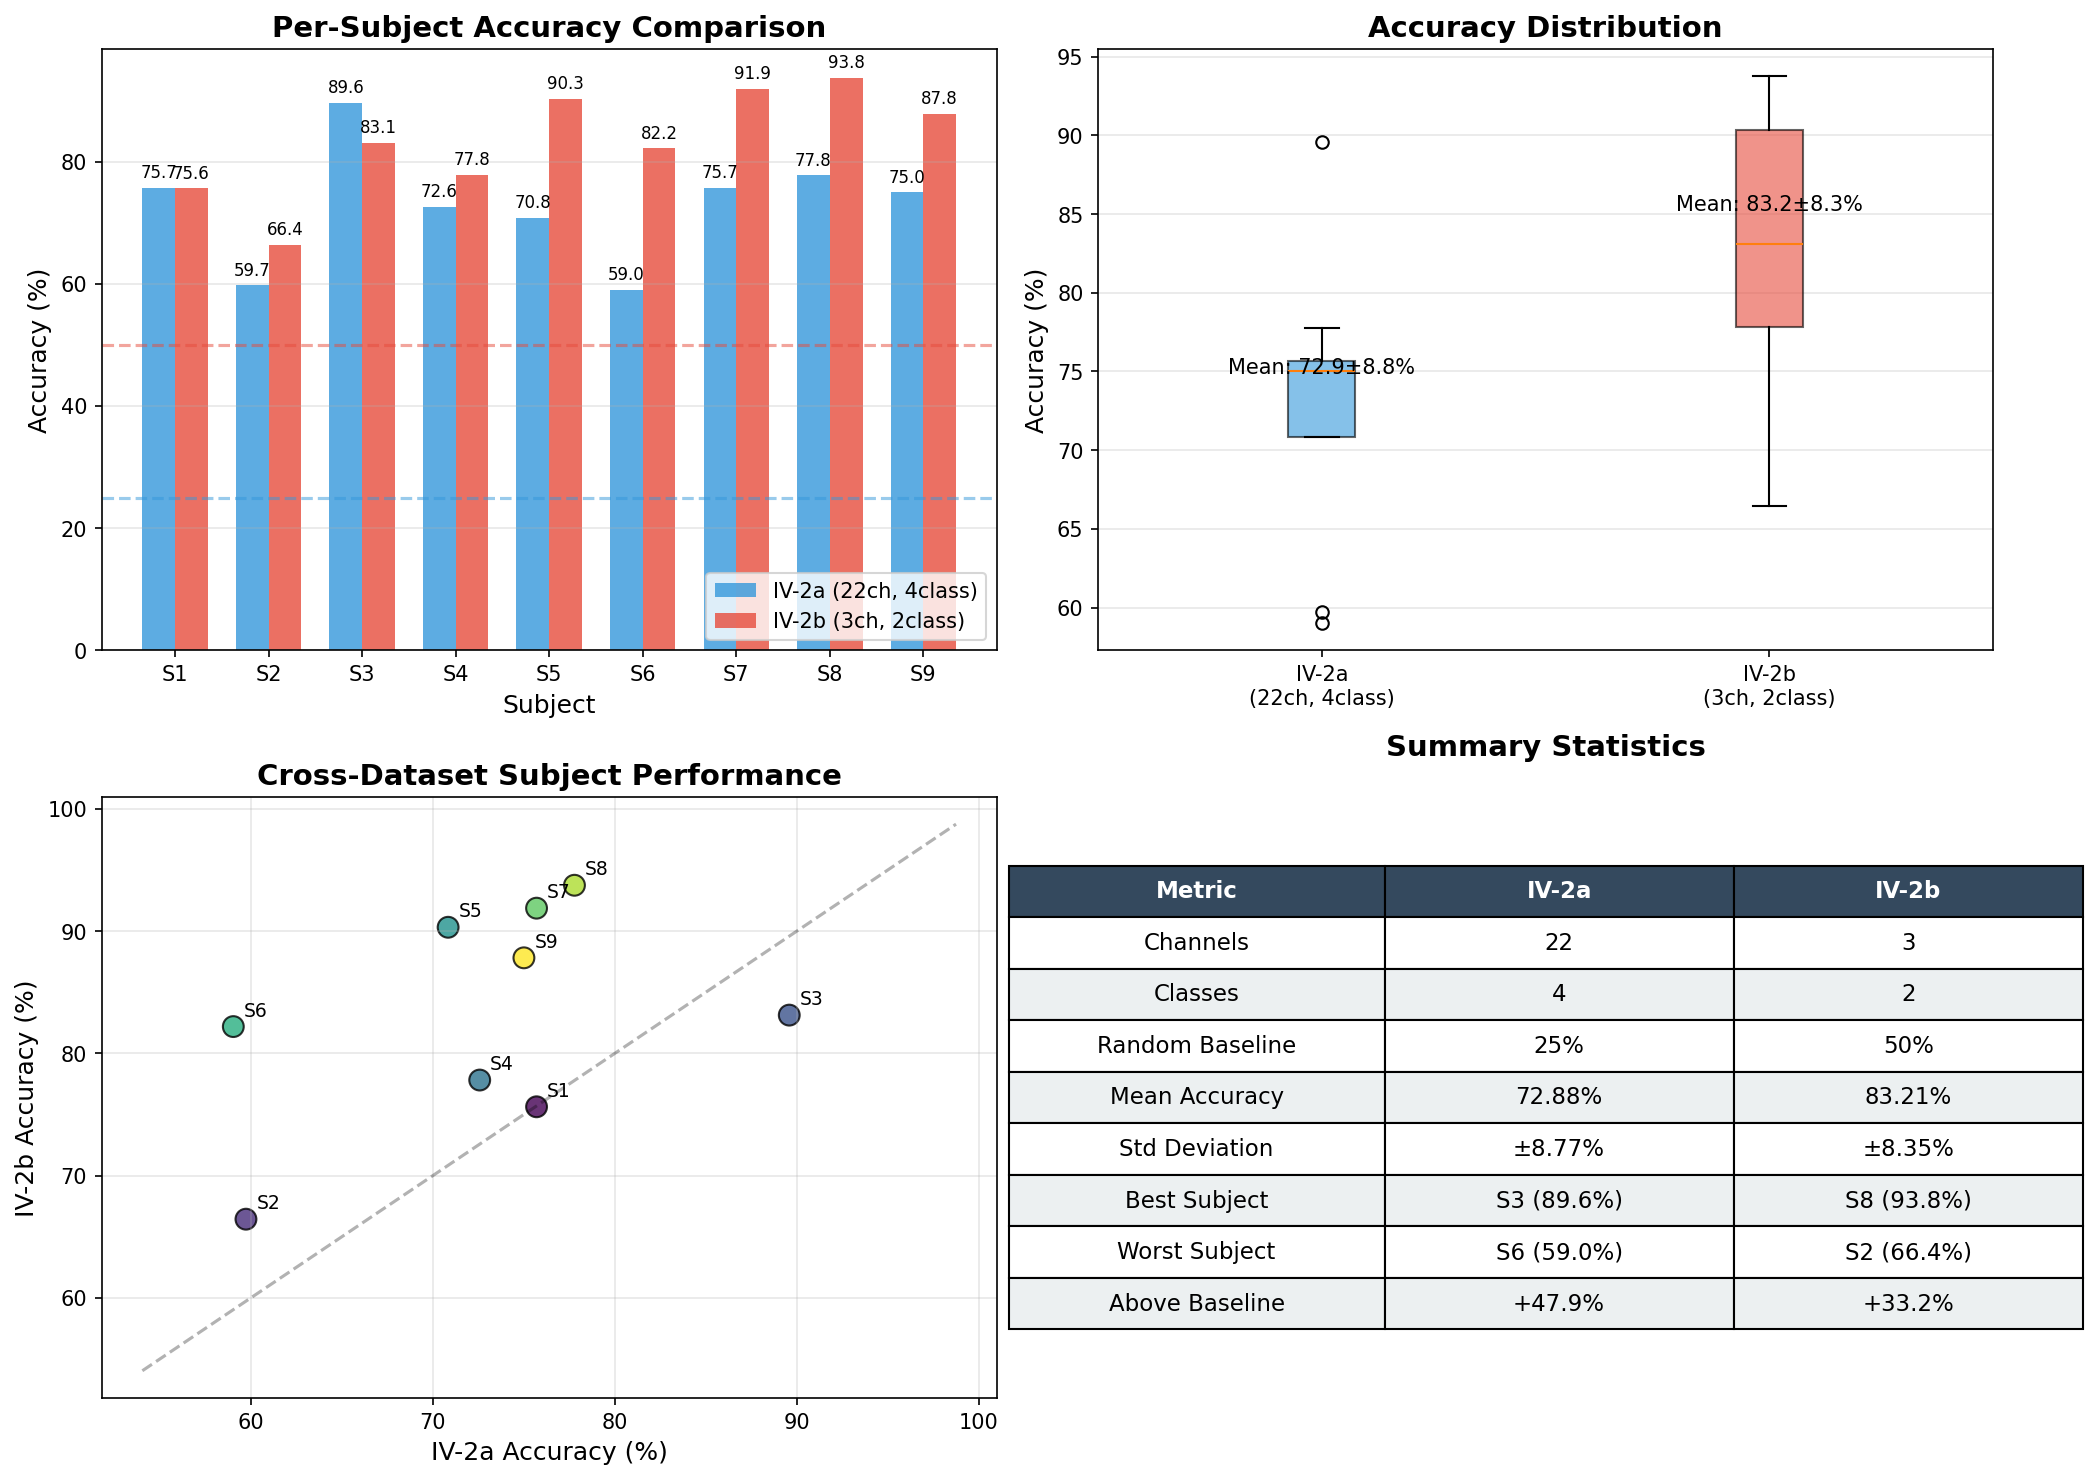 Per-Subject Accuracy Comparison
Accuracy (%)
80
60
40
20
0
75.7
75.6
59.7
66.4
89.6
83.1
72.6
77.8
70.8
90.3
59.0
82.2
75.7
91.9
77.8
93.8
75.0
87.8
IV-2a (22ch, 4class)
IV-2b (3ch, 2class)
S1 S2 S3 S4 S5 S6 S7 S8 S9
Subject
Accuracy Distribution
Accuracy (%)
95
90
85
80
75
70
65
60
Mean: 72.9±8.8%
Mean: 83.2±8.3%
IV-2a
(22ch, 4class)
IV-2b
(3ch, 2class)
Cross-Dataset Subject Performance
IV-2b Accuracy (%)
100
90
80
70
60
S8
S7
S5
S9
S3
S6
S4
S1
S2
60 70 80 90 100
IV-2a Accuracy (%)
Summary Statistics
Metric IV-2a IV-2b
Channels 22 3
Classes 4 2
Random Baseline 25% 50%
Mean Accuracy 72.88% 83.21%
Std Deviation ±8.77% ±8.35%
Best Subject S3 (89.6%) S8 (93.8%)
Worst Subject S6 (59.0%) S2 (66.4%)
Above Baseline +47.9% +33.2%